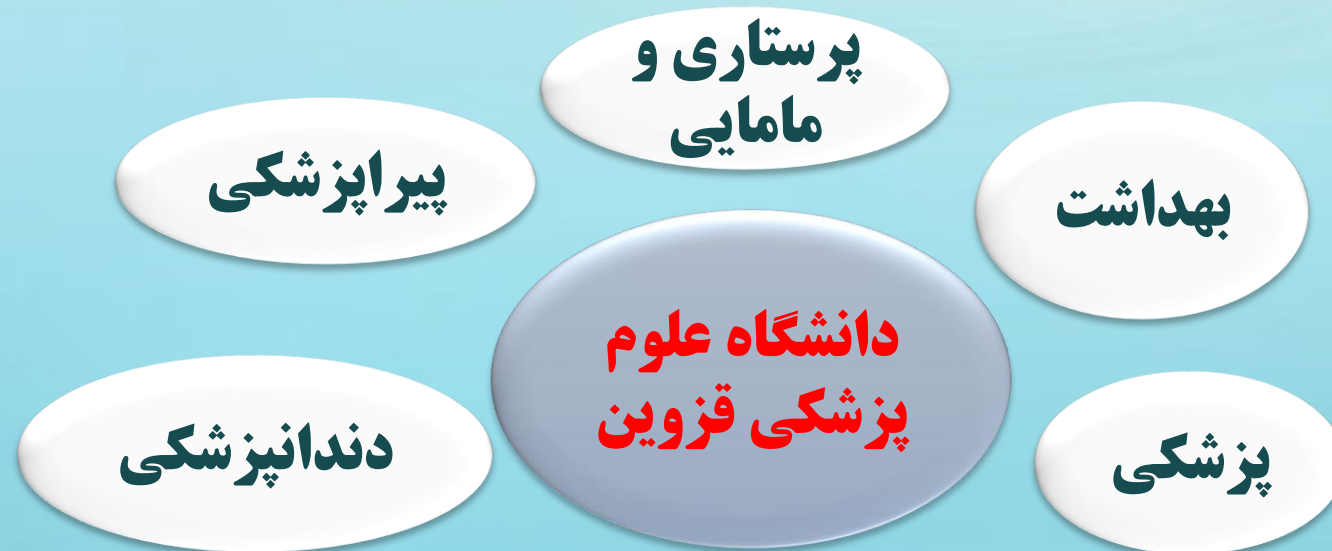 پرستاری و
مامایی
پیراپزشکی
بهداشت
دانشگاه علوم
پزشکی قزوین
دندانپزشکی
پزشکی